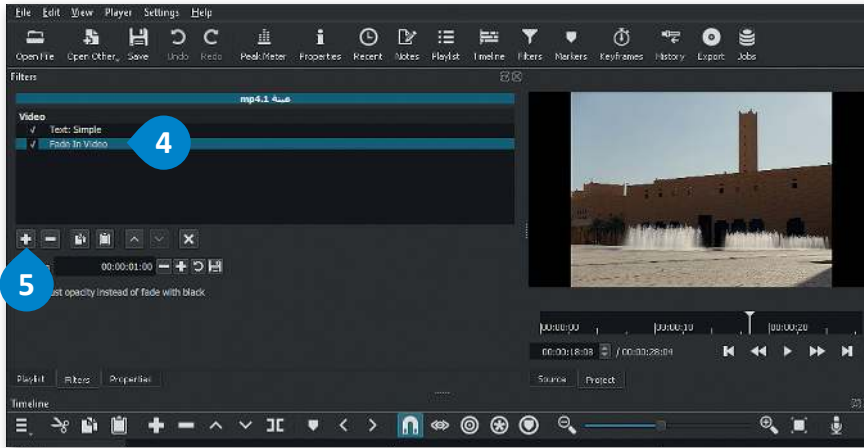 File Edit View Player Settings Help
Open File Open Other... Save Undo Redo Peak Meter Properties Recent Notes Playlist Timeline Filters Markers Keyframes History Export Jobs
Filters
عينة 1.mp4
Video
✓ Text: Simple
✓ Fade In Video
4
00:00:01:00
5
ust opacity instead of fade with black
00:00:00 00:00:10 00:00:20
00:00:18:08 / 00:00:28:04
Playlist Filters Properties
Source Project
Timeline